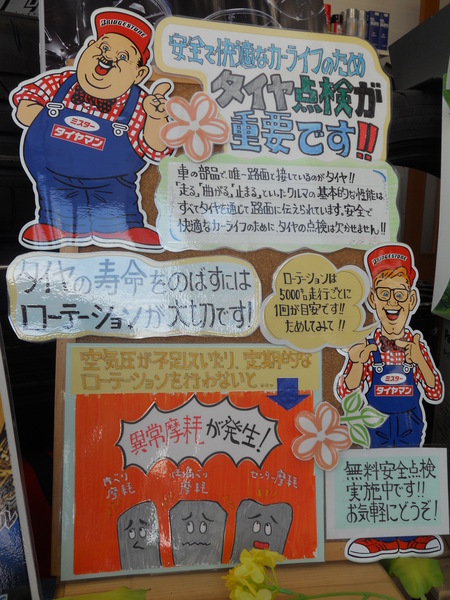 BRIDGESTONE
ミスター
タイヤマン
安全で快適なカーライフのため
タイヤ点検が
重要です!!
車の部品で、唯一路面と接しているのがタイヤ!!
"走る"、"曲がる"、"止まる"、といったクルマの基本的な性能は
すべてタイヤを通じて路面に伝えられています。安全で
快適なカーライフのために、タイヤの点検は欠かせません!!
タイヤの寿命をのばすには
ローテーションが大切です!
ローテーションは
5000km走行ごとに
1回が目安です!!
ためしてみて!!
BRIDGESTONE
ミスター
タイヤマン
空気圧が不足していたり、定期的な
ローテーションを行わないと...
異常摩耗が発生!
摩耗
片べり
摩耗
センター摩耗
無料安全点検
実施中です!!
お気軽にどうぞ!